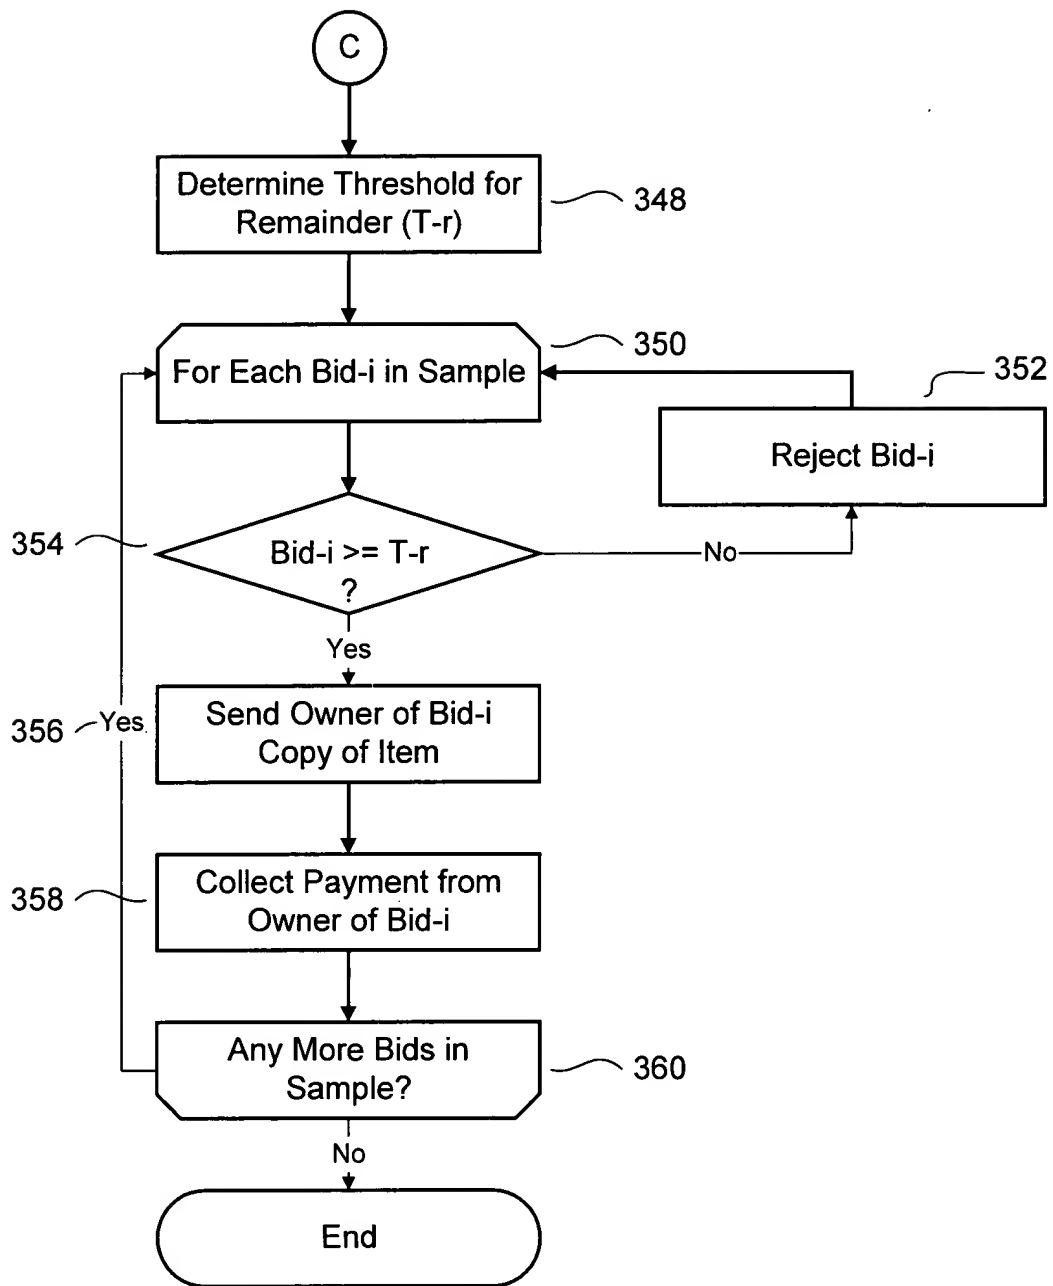 C
Determine Threshold for
Remainder (T-r)
348
For Each Bid-i in Sample
350
352
Reject Bid-i
354
Bid-i >= T-r
?
No
Yes
356
Yes
Send Owner of Bid-i
Copy of Item
358
Collect Payment from
Owner of Bid-i
Any More Bids in
Sample?
360
No
End